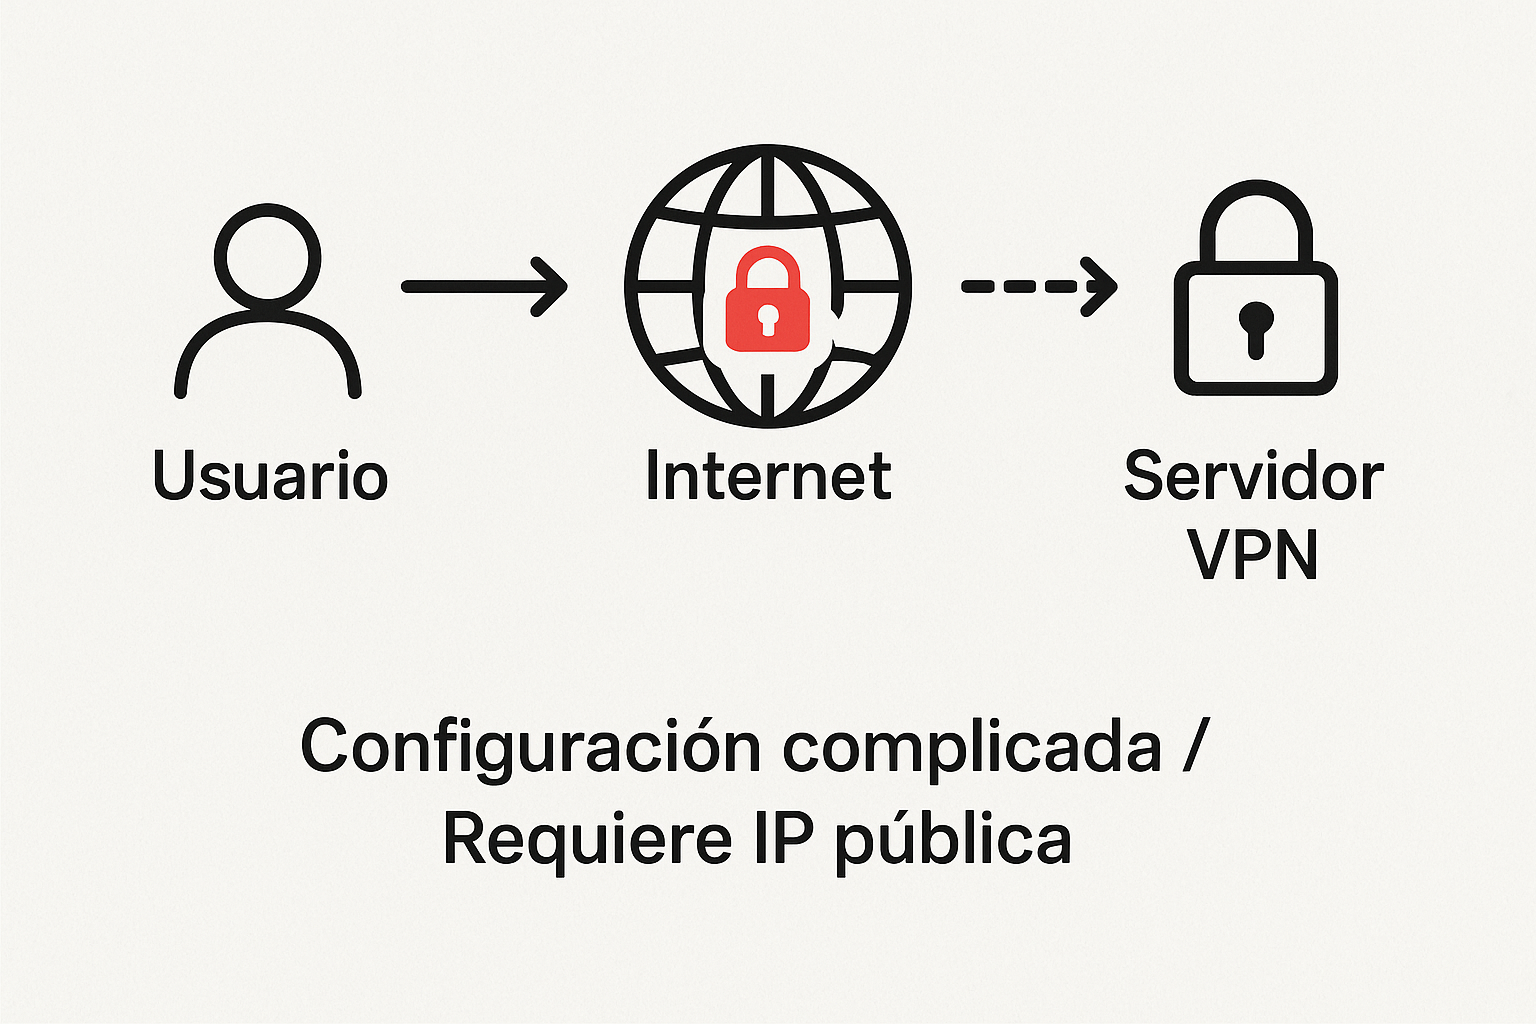 Usuario
Internet
Servidor
VPN
Configuración complicada /
Requiere IP pública